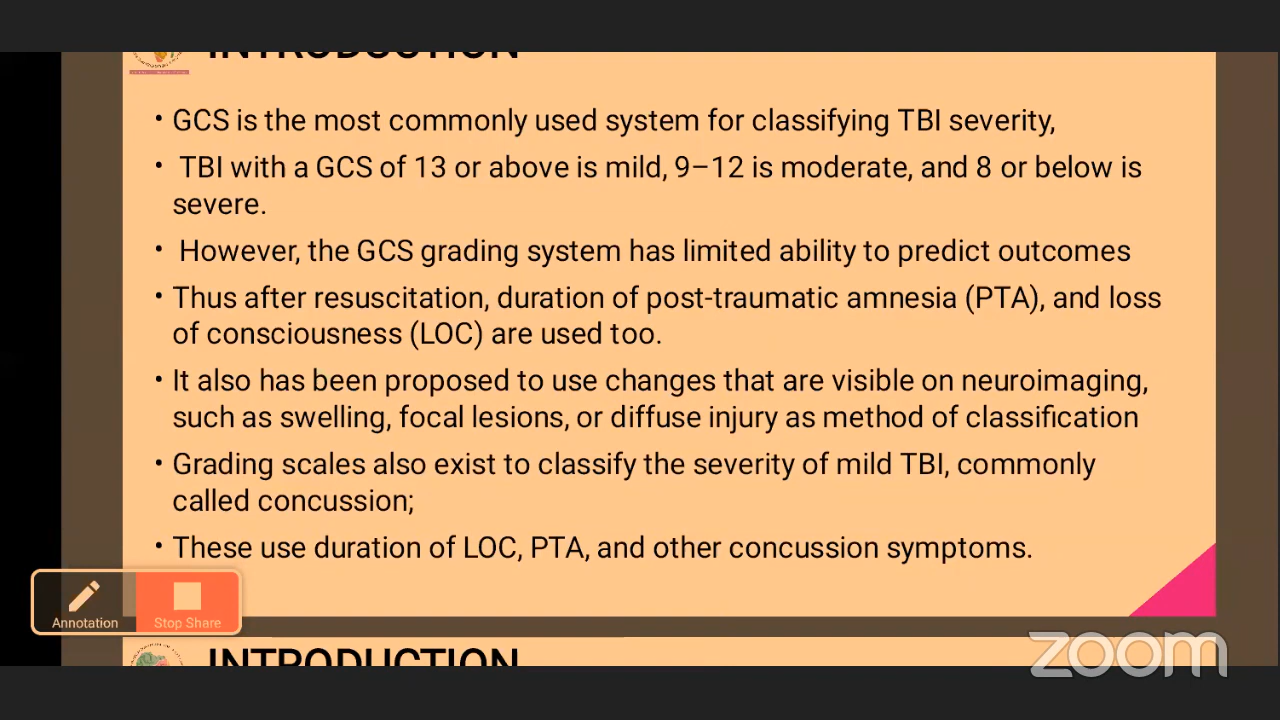 INTRODUCTION
• GCS is the most commonly used system for classifying TBI severity,
• TBI with a GCS of 13 or above is mild, 9–12 is moderate, and 8 or below is
severe.
• However, the GCS grading system has limited ability to predict outcomes
• Thus after resuscitation, duration of post-traumatic amnesia (PTA), and loss
of consciousness (LOC) are used too.
• It also has been proposed to use changes that are visible on neuroimaging,
such as swelling, focal lesions, or diffuse injury as method of classification
• Grading scales also exist to classify the severity of mild TBI, commonly
called concussion;
• These use duration of LOC, PTA, and other concussion symptoms.
Annotation
Stop Share
INTRODUCTION
zoom